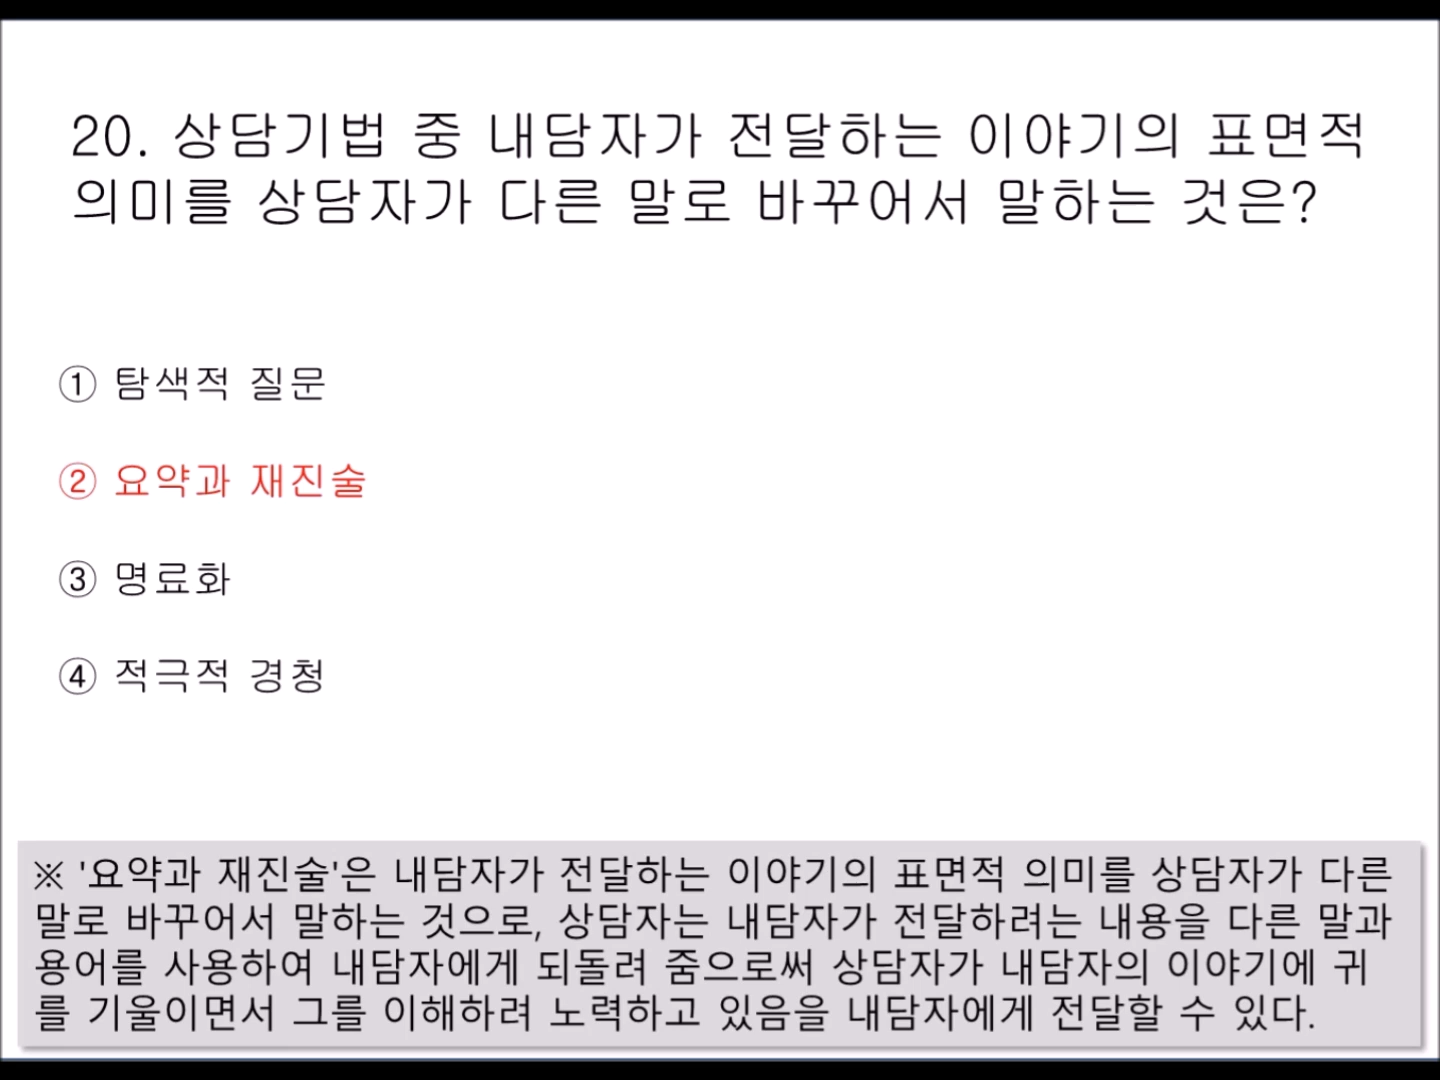 20. 상담기법 중 내담자가 전달하는 이야기의 표면적
의미를 상담자가 다른 말로 바꾸어서 말하는 것은?
① 탐색적 질문
② 요약과 재진술
③ 명료화
④ 적극적 경청
※ '요약과 재진술'은 내담자가 전달하는 이야기의 표면적 의미를 상담자가 다른
말로 바꾸어서 말하는 것으로, 상담자는 내담자가 전달하려는 내용을 다른 말과
용어를 사용하여 내담자에게 되돌려 줌으로써 상담자가 내담자의 이야기에 귀
를 기울이면서 그를 이해하려 노력하고 있음을 내담자에게 전달할 수 있다.